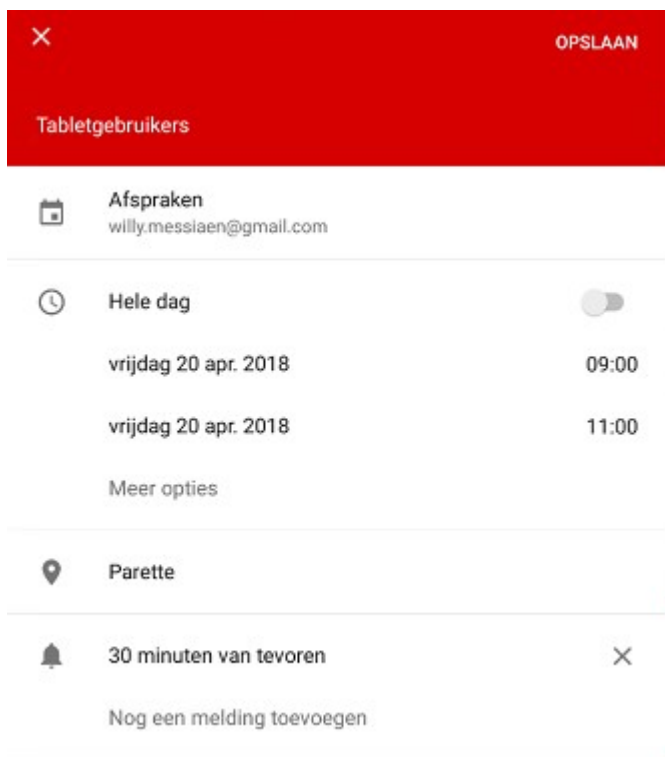 OPSLAAN
Tabletgebruikers
Afspraken
willy.messiaen@gmail.com
Hele dag
vrijdag 20 apr. 2018 09:00
vrijdag 20 apr. 2018 11:00
Meer opties
Parette
30 minuten van tevoren
Nog een melding toevoegen